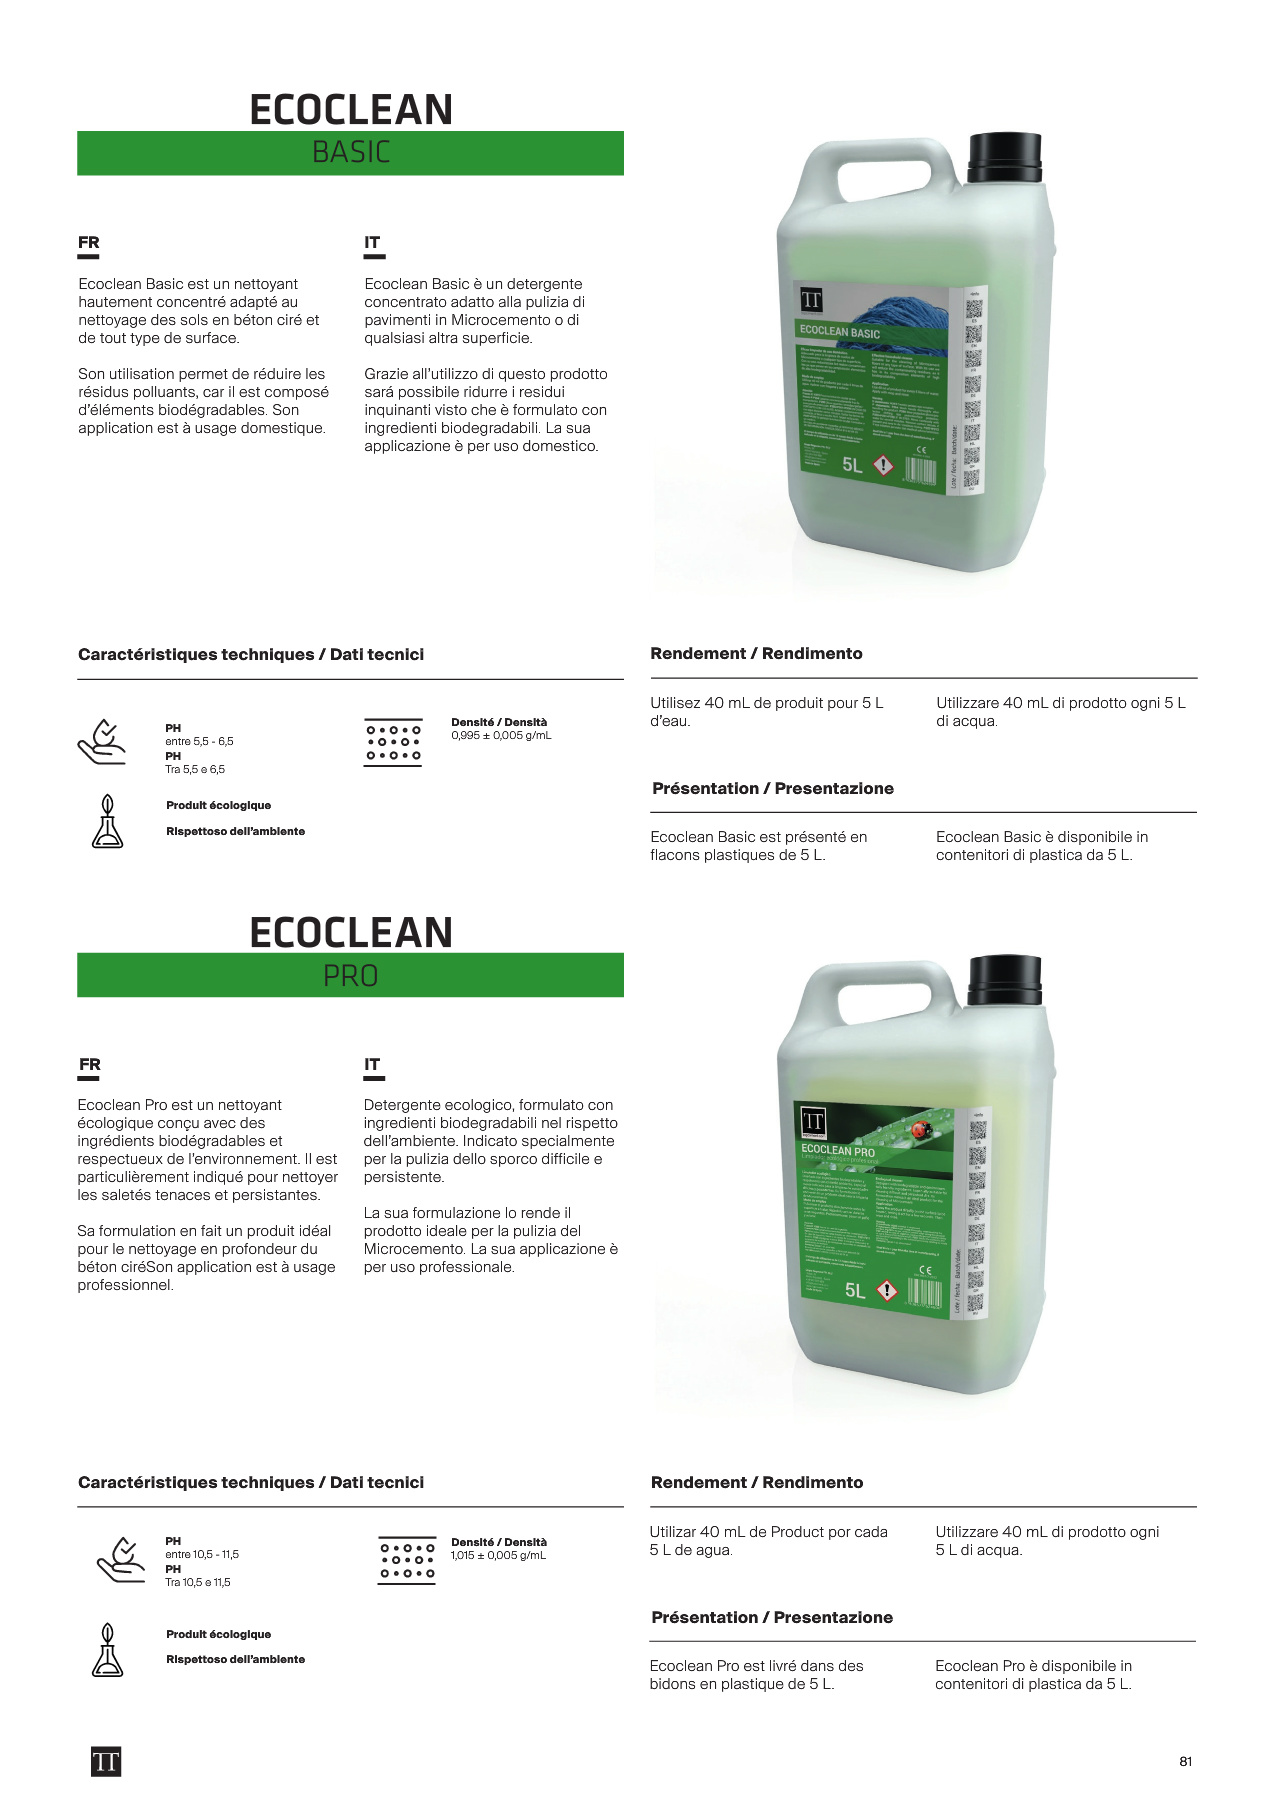 ECOCLEAN
BASIC
FR
Ecoclean Basic est un nettoyant
hautement concentré adapté au
nettoyage des sols en béton ciré et
de tout type de surface.
Son utilisation permet de réduire les
résidus polluants, car il est composé
d'éléments biodégradables. Son
application est à usage domestique.
IT
Ecoclean Basic è un detergente
concentrato adatto alla pulizia di
pavimenti in Microcemento o di
qualsiasi altra superficie.
Grazie all'utilizzo di questo prodotto
sará possibile ridurre i residui
inquinanti visto che è formulato con
ingredienti biodegradabili. La sua
applicazione è per uso domestico.
TT
ECOCLEAN BASIC
5L
CE
Lote / Fecha: Batch/date:
Caractéristiques techniques / Dati tecnici
PH
entre 5,5 - 6,5
PH
Tra 5,5 e 6,5
Densité / Densità
0,995 ± 0,005 g/mL
Produit écologique
Rispettoso dell'ambiente
Rendement / Rendimento
Utilisez 40 mL de produit pour 5 L
d'eau.
Utilizzare 40 mL di prodotto ogni 5 L
di acqua.
Présentation / Presentazione
Ecoclean Basic est présenté en
flacons plastiques de 5 L.
Ecoclean Basic è disponibile in
contenitori di plastica da 5 L.
ECOCLEAN
PRO
FR
Ecoclean Pro est un nettoyant
écologique conçu avec des
ingrédients biodégradables et
respectueux de l'environnement. Il est
particulièrement indiqué pour nettoyer
les saletés tenaces et persistantes.
Sa formulation en fait un produit idéal
pour le nettoyage en profondeur du
béton ciréSon application est à usage
professionnel.
IT
Detergente ecologico, formulato con
ingredienti biodegradabili nel rispetto
dell'ambiente. Indicato specialmente
per la pulizia dello sporco difficile e
persistente.
La sua formulazione lo rende il
prodotto ideale per la pulizia del
Microcemento. La sua applicazione è
per uso professionale.
TT
ECOCLEAN PRO
5L
CE
Lote / Fecha: Batch/date:
Caractéristiques techniques / Dati tecnici
PH
entre 10,5 - 11,5
PH
Tra 10,5 e 11,5
Densité / Densità
1,015 ± 0,005 g/mL
Produit écologique
Rispettoso dell'ambiente
Rendement / Rendimento
Utilizar 40 mL de Product por cada
5 L de agua.
Utilizzare 40 mL di prodotto ogni
5 L di acqua.
Présentation / Presentazione
Ecoclean Pro est livré dans des
bidons en plastique de 5 L.
Ecoclean Pro è disponibile in
contenitori di plastica da 5 L.
TT
81